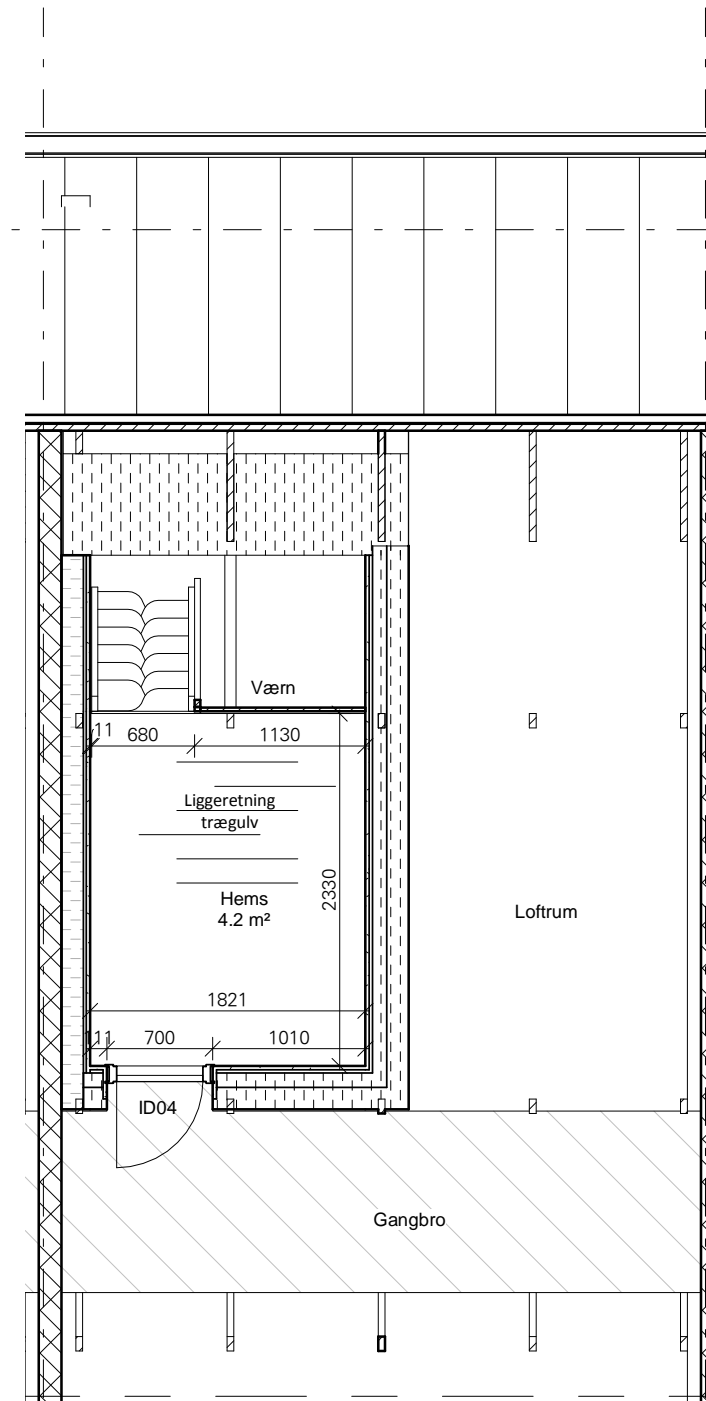 Værn
11
680
1130
Liggeretning
trægulv
2330
Hems
4.2 m²
Loftrum
1821
111
700
1010
ID04
Gangbro